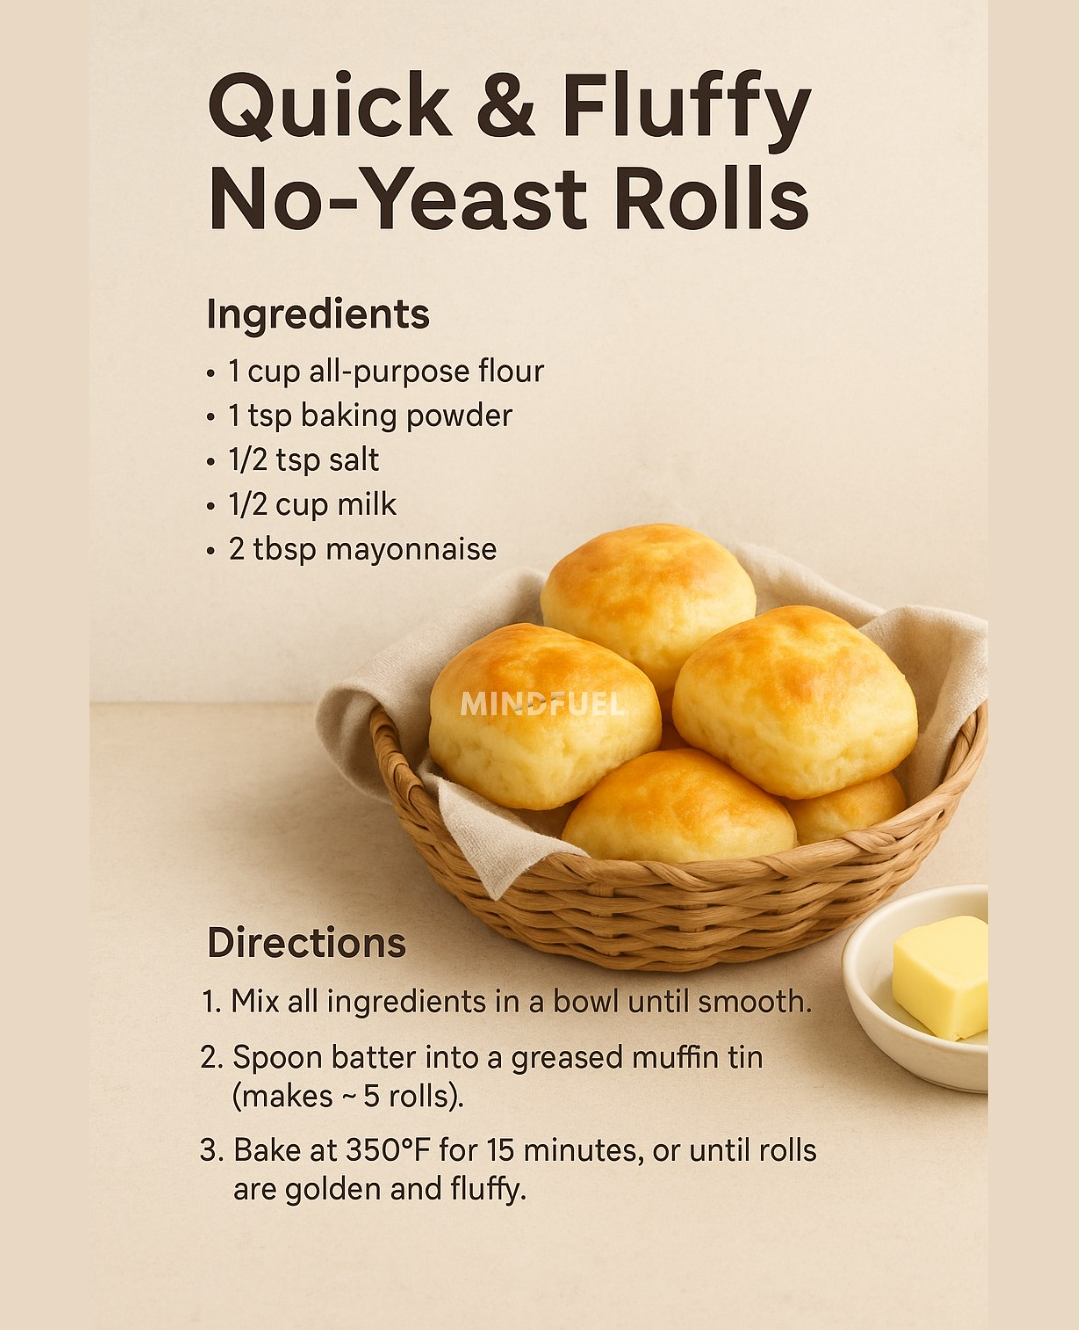 Quick & Fluffy
No-Yeast Rolls
Ingredients
• 1 cup all-purpose flour
• 1 tsp baking powder
• 1/2 tsp salt
• 1/2 cup milk
• 2 tbsp mayonnaise
MINDFUEL
Directions
1. Mix all ingredients in a bowl until smooth.
2. Spoon batter into a greased muffin tin
(makes ~ 5 rolls).
3. Bake at 350°F for 15 minutes, or until rolls
are golden and fluffy.